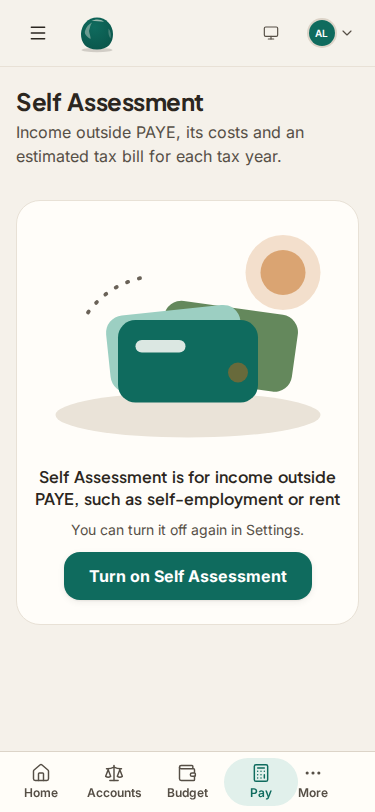 AL
Self Assessment
Income outside PAYE, its costs and an
estimated tax bill for each tax year.
Self Assessment is for income outside
PAYE, such as self-employment or rent
You can turn it off again in Settings.
Turn on Self Assessment
Home Accounts Budget Pay More